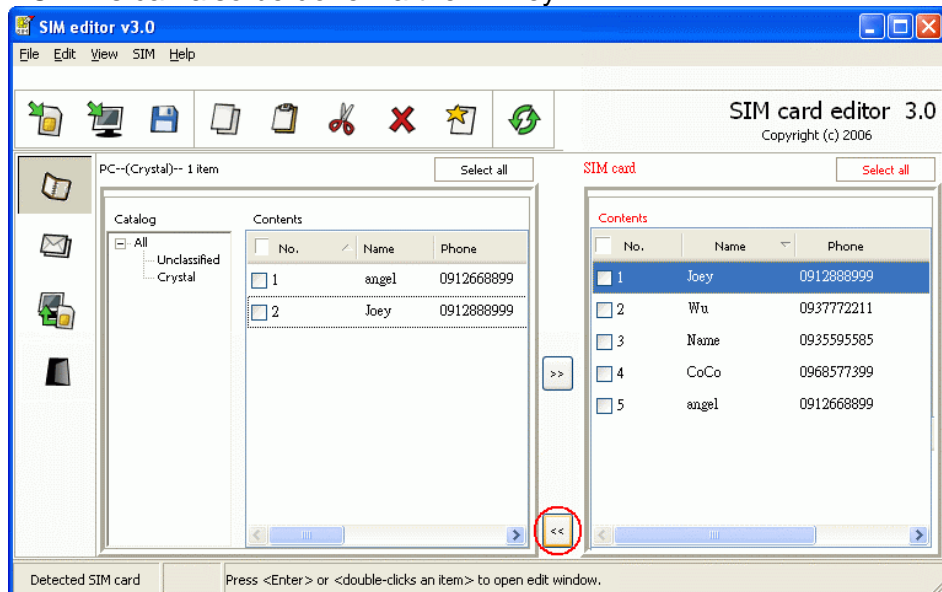 SIM editor v3.0
File Edit View SIM Help
SIM card editor 3.0
Copyright (c) 2006
PC--(Crystal)-- 1 item
Select all
Catalog
All
Unclassified
Crystal
Contents
No. Name Phone
1 angel 0912668899
2 Joey 0912888999
>>
<<
SIM card
Select all
Contents
No. Name Phone
1 Joey 0912888999
2 Wu 0937772211
3 Name 0935595585
4 CoCo 0968577399
5 angel 0912668899
Detected SIM card
Press <Enter> or <double-clicks an item> to open edit window.